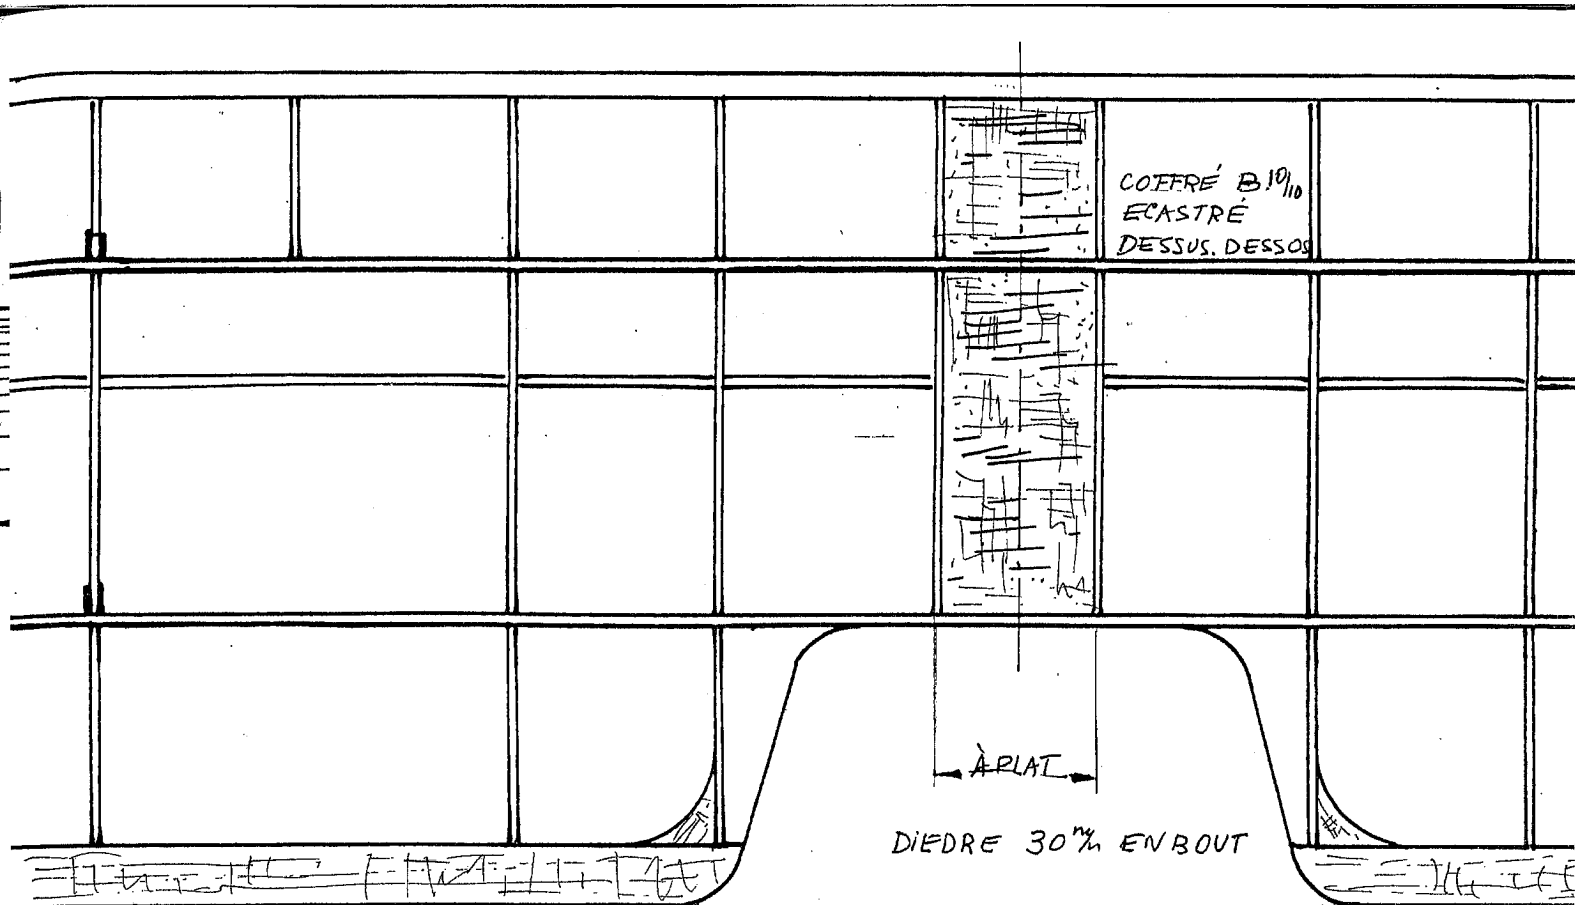 COFFRÉ B 10/10
ECASTRÉ
DESSUS. DESSOS
À PLAT
DIEDRE 30 m/m EN BOUT